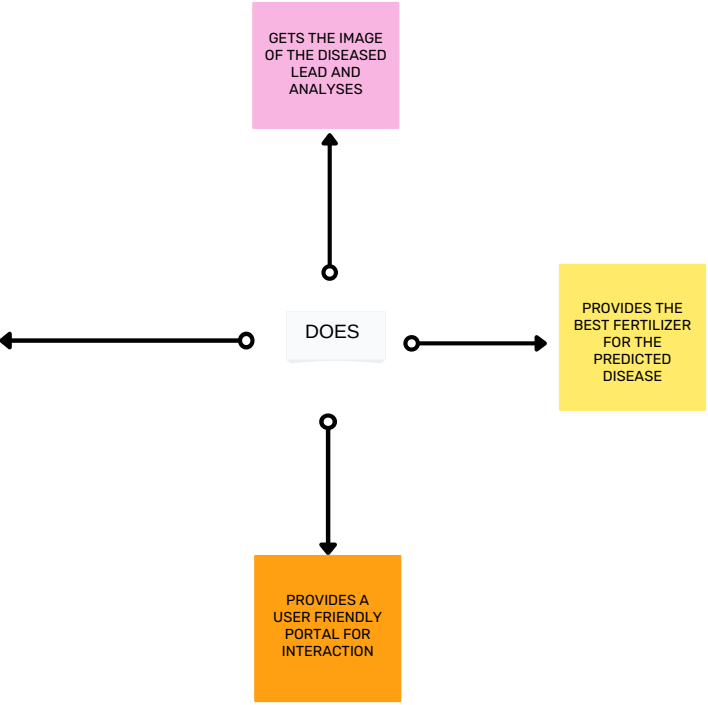 GETS THE IMAGE
OF THE DISEASED
LEAD AND
ANALYSES
DOES
PROVIDES THE
BEST FERTILIZER
FOR THE
PREDICTED
DISEASE
PROVIDES A
USER FRIENDLY
PORTAL FOR
INTERACTION